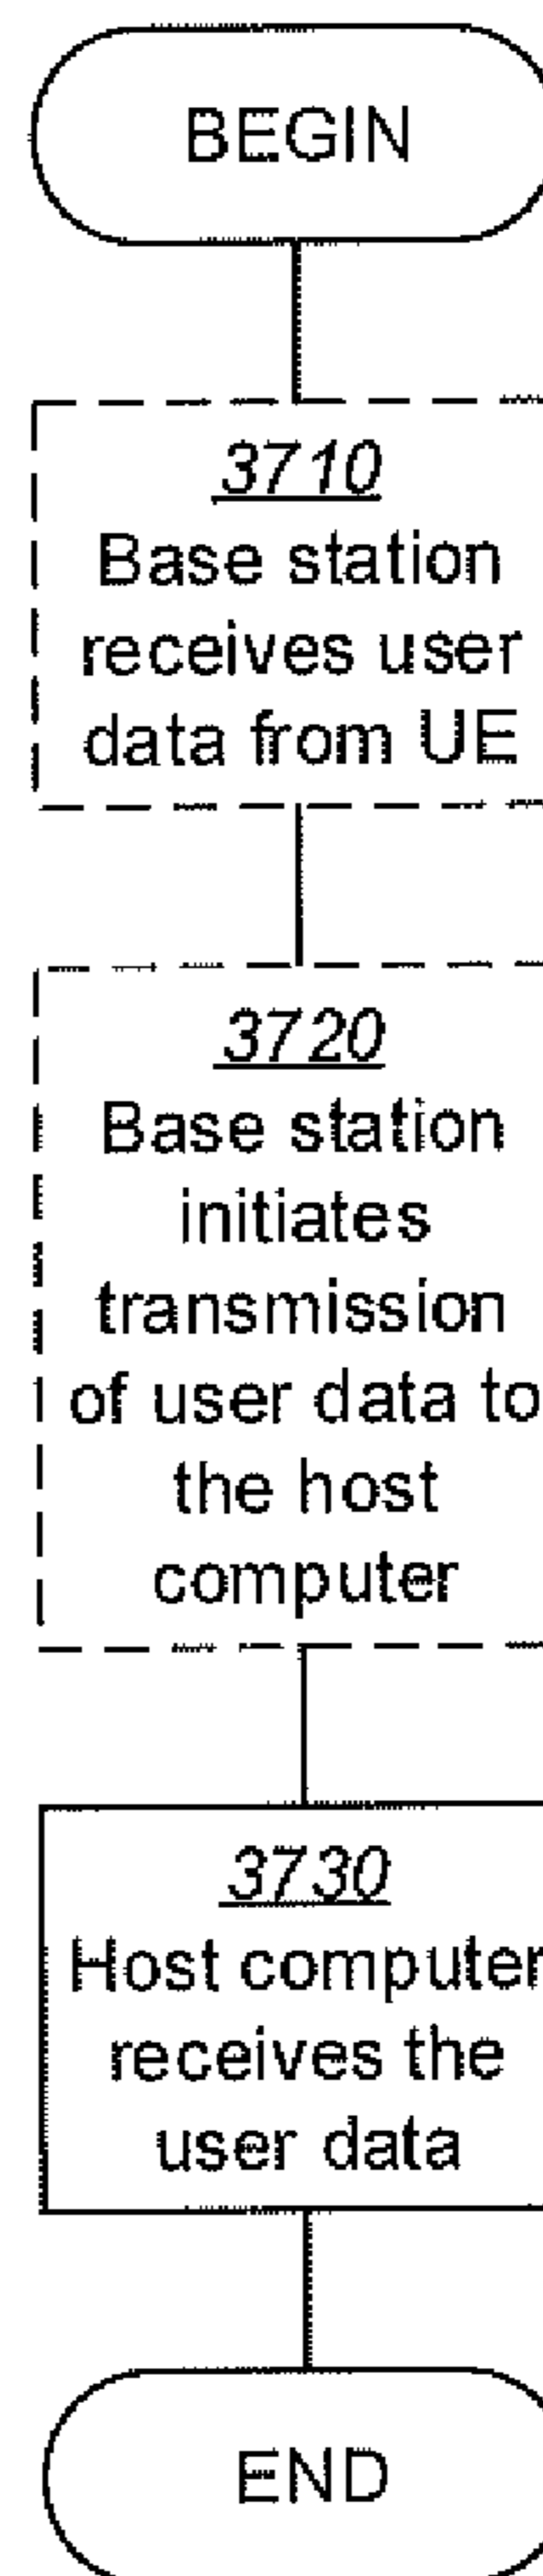 BEGIN
3710
Base station
receives user
data from UE
3720
Base station
initiates
transmission
of user data to
the host
computer
3730
Host computer
receives the
user data
END